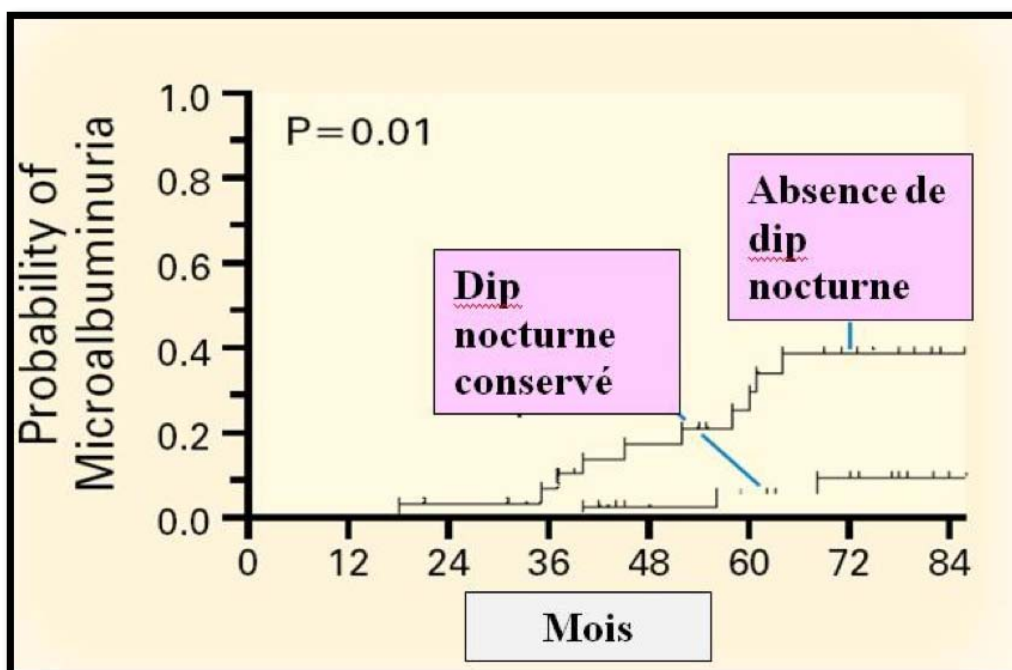 Probability of
Microalbuminuria
1.0
0.8
0.6
0.4
0.2
0.0
P=0.01
Absence de
dip
nocturne
Dip
nocturne
conservé
0 12 24 36 48 60 72 84
Mois